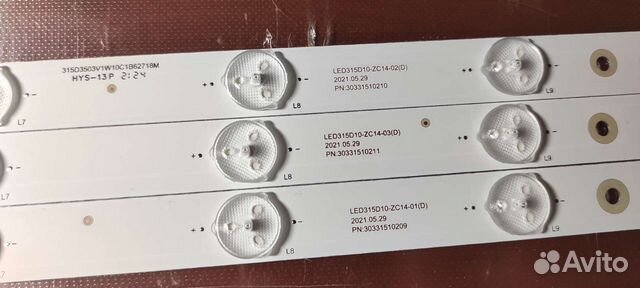 315D3503V1W10C1B62718M
HYS-13P 2:24
LED315D10-ZC14-02(D)
2021.05.29
PN:30331510210
L7
L8
L9
LED315D10-ZC14-03(D)
2021.05.29
PN:30331510211
L7
L8
L9
LED315D10-ZC14-01(D)
2021.05.29
PN:30331510209
L7
L8
L9
Avito